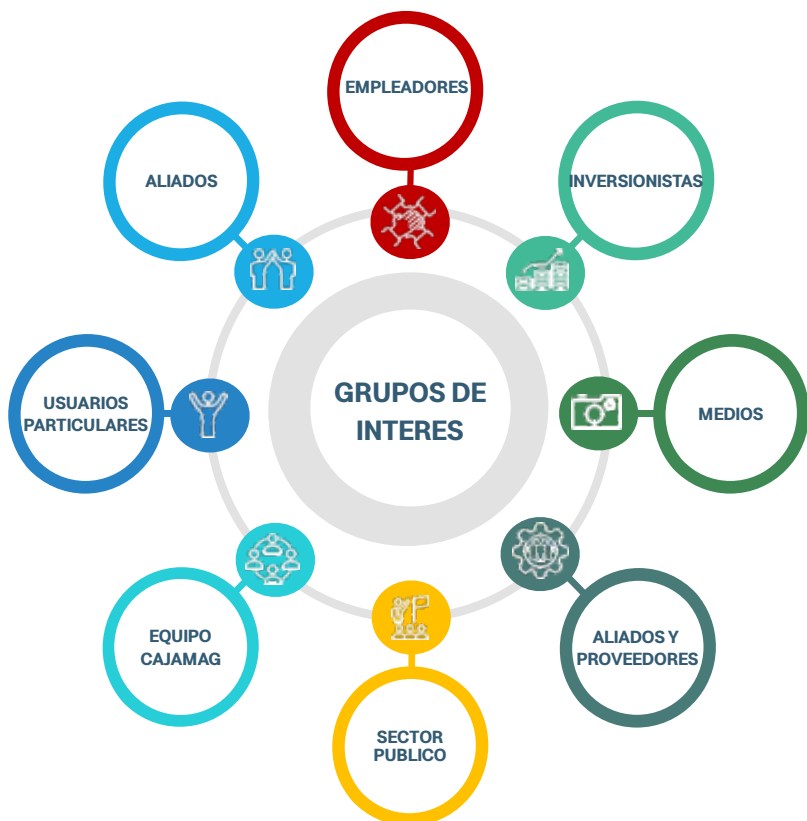 EMPLEADORES
ALIADOS
INVERSIONISTAS
GRUPOS DE
INTERES
USUARIOS
PARTICULARES
MEDIOS
EQUIPO
CAJAMAG
ALIADOS Y
PROVEEDORES
SECTOR
PUBLICO